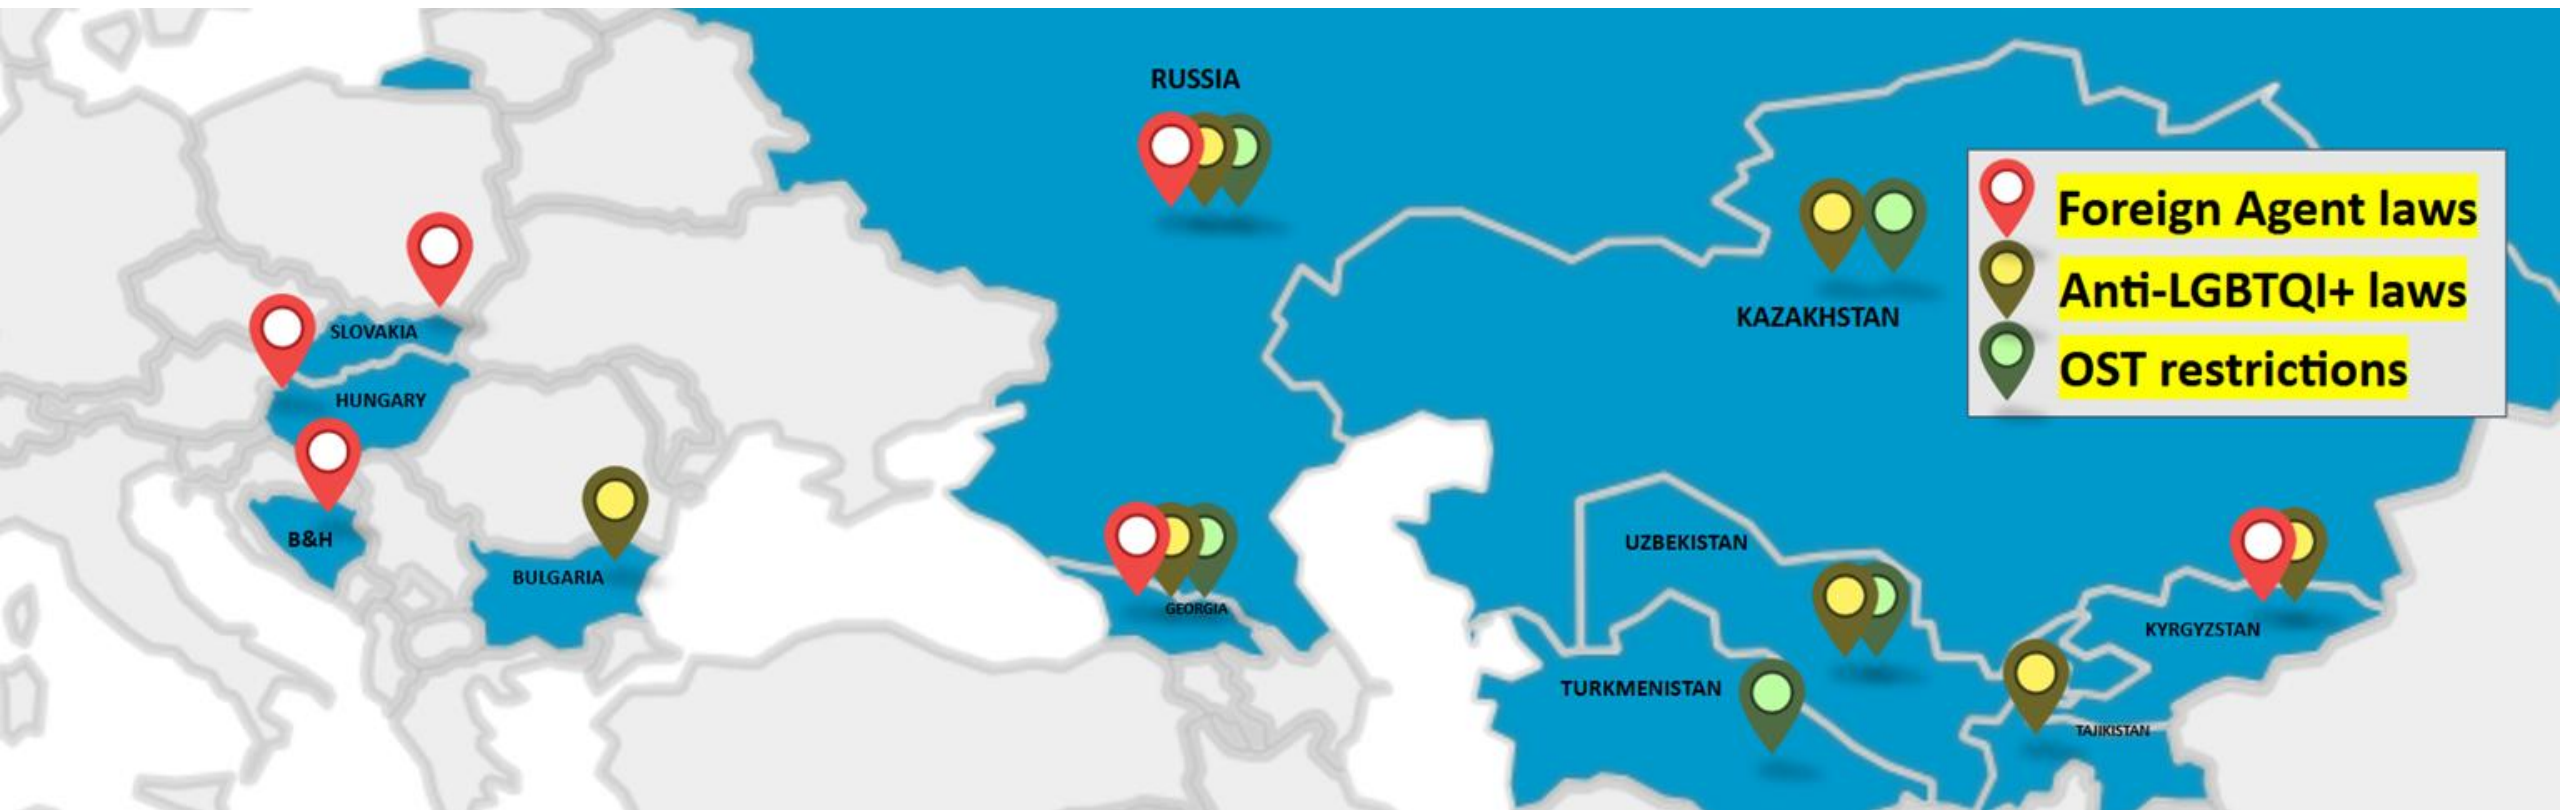 RUSSIA
Foreign Agent laws
Anti-LGBTQI+ laws
OST restrictions
KAZAKHSTAN
SLOVAKIA
HUNGARY
B&H
BULGARIA
UZBEKISTAN
GEORGIA
KYRGYZSTAN
TURKMENISTAN
TAJIKISTAN